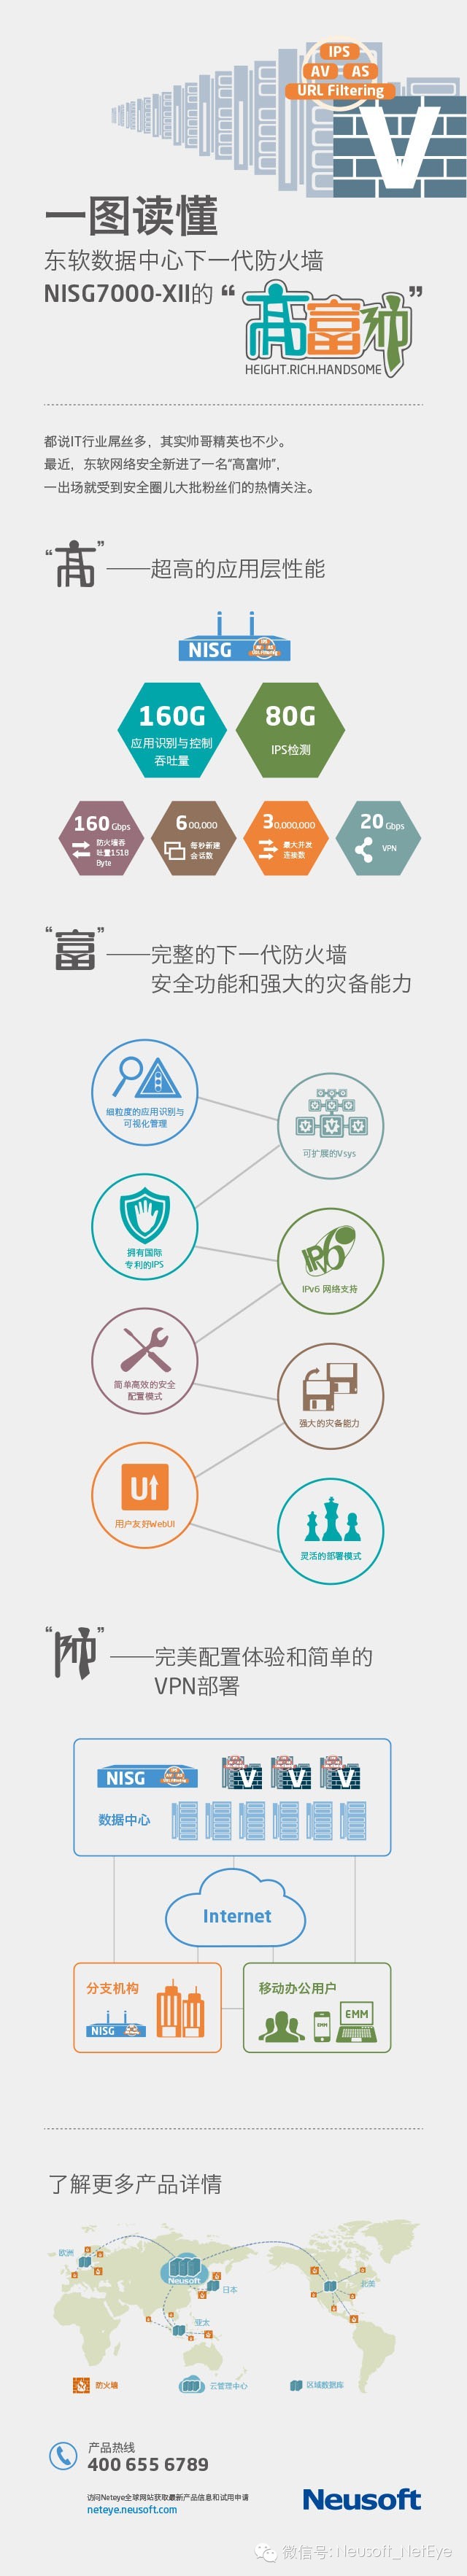 IPS
AV AS
URL Filtering
V
一图读懂
东软数据中心下一代防火墙
NISG7000-XII的“高富帅”
HEIGHT.RICH.HANDSOME
都说IT行业屌丝多，其实帅哥精英也不少。
最近，东软网络安全新进了一名“高富帅”，
一出场就受到安全圈儿大批粉丝们的热情关注。
“高”——超高的应用层性能
NISG
160G
应用识别与控制
吞吐量
80G
IPS检测
160Gbps
防火墙吞
吐量1518
Byte
600,000
每秒新建
会话数
30,000,000
最大并发
连接数
20Gbps
VPN
“富”——完整的下一代防火墙
安全功能和强大的灾备能力
细粒度的应用识别与
可视化管理
可扩展的Vsys
拥有国际
专利的IPS
IPv6
IPv6 网络支持
简单高效的安全
配置模式
强大的灾备能力
UI
用户友好WebUI
灵活的部署模式
“帅”——完美配置体验和简单的
VPN部署
NISG
V V V
数据中心
Internet
分支机构
NISG
移动办公用户
EMM
EMM
了解更多产品详情
欧洲
Neusoft
日本
北美
亚太
防火墙
云管理中心
区域数据库
产品热线
400 655 6789
访问Neteye全球网站获取最新产品信息和试用申请
neteye.neusoft.com
Neusoft
微信号: Neusoft_NetEye